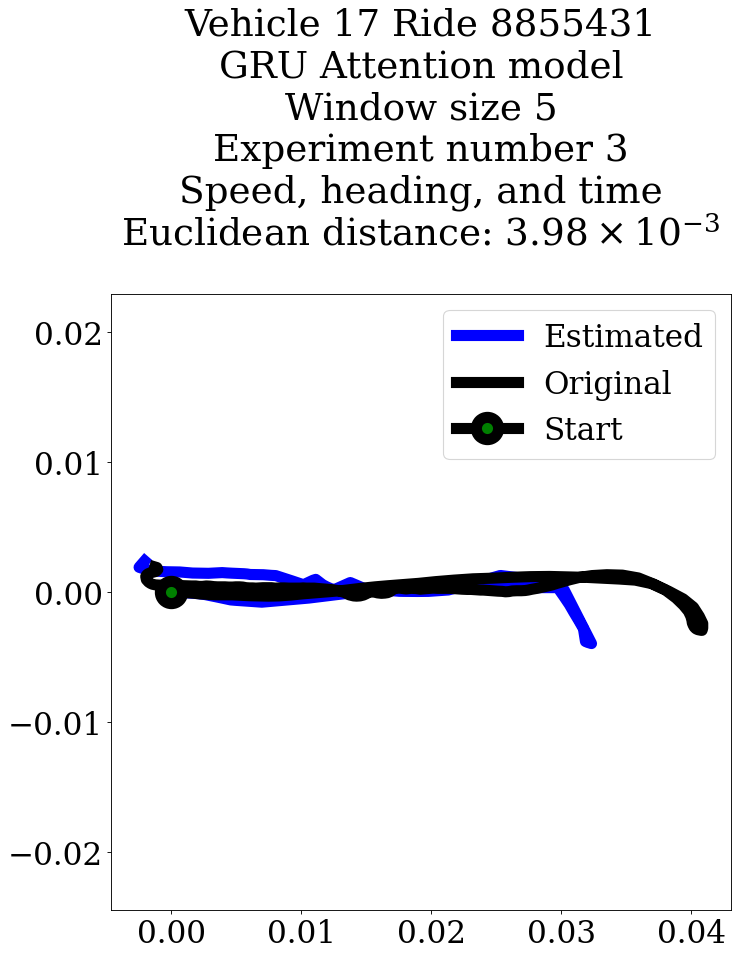 Vehicle 17 Ride 8855431
GRU Attention model
Window size 5
Experiment number 3
Speed, heading, and time
Euclidean distance: 3.98 × 10⁻³
Estimated
Original
Start
0.02
0.01
0.00
−0.01
−0.02
0.00 0.01 0.02 0.03 0.04